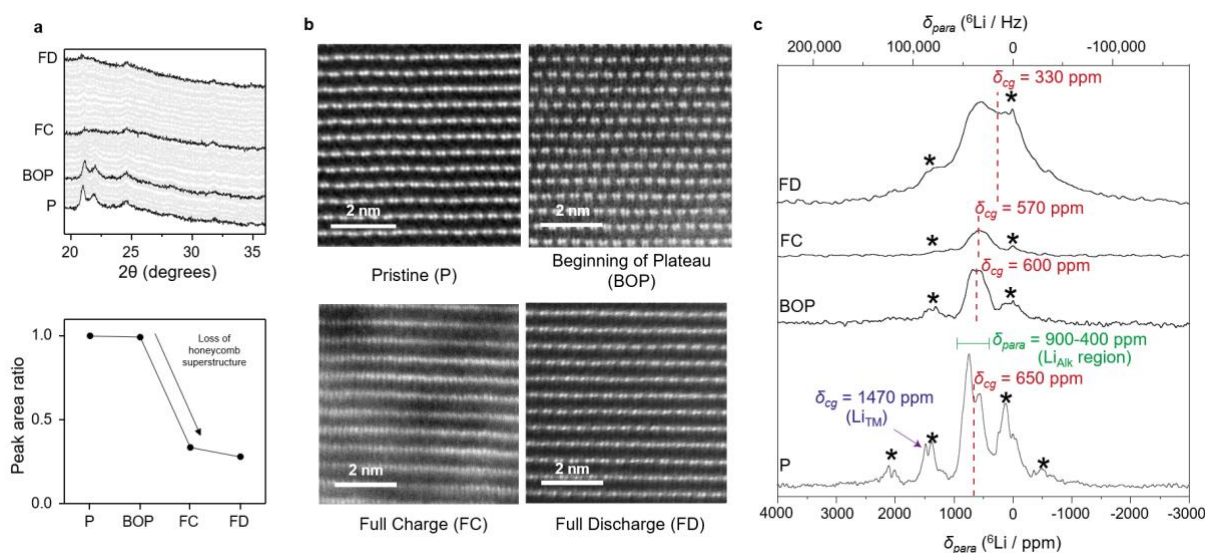 a
FD
FC
BOP
P
20 25 30 35
2θ (degrees)
Peak area ratio
1.0
0.5
0.0
Loss of
honeycomb
superstructure
P BOP FC FD
b
2 nm
Pristine (P)
2 nm
Beginning of Plateau
(BOP)
2 nm
Full Charge (FC)
2 nm
Full Discharge (FD)
c
δpara (⁶Li / Hz)
200,000 100,000 0 -100,000
δcg = 330 ppm
*
*
FD
δcg = 570 ppm
FC
*
*
δcg = 600 ppm
BOP
*
*
δpara = 900-400 ppm
(LiAlk region)
δcg = 650 ppm
δcg = 1470 ppm
(LiTM)
*
*
*
*
P
4000 3000 2000 1000 0 -1000 -2000 -3000
δpara (⁶Li / ppm)